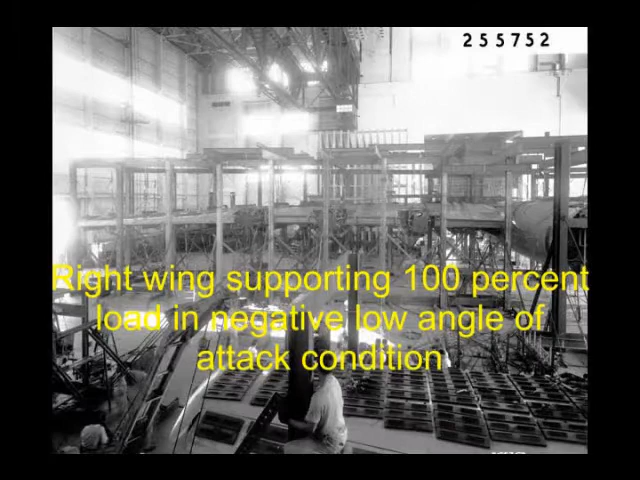 255752
Right wing supporting 100 percent
load in negative low angle of
attack condition